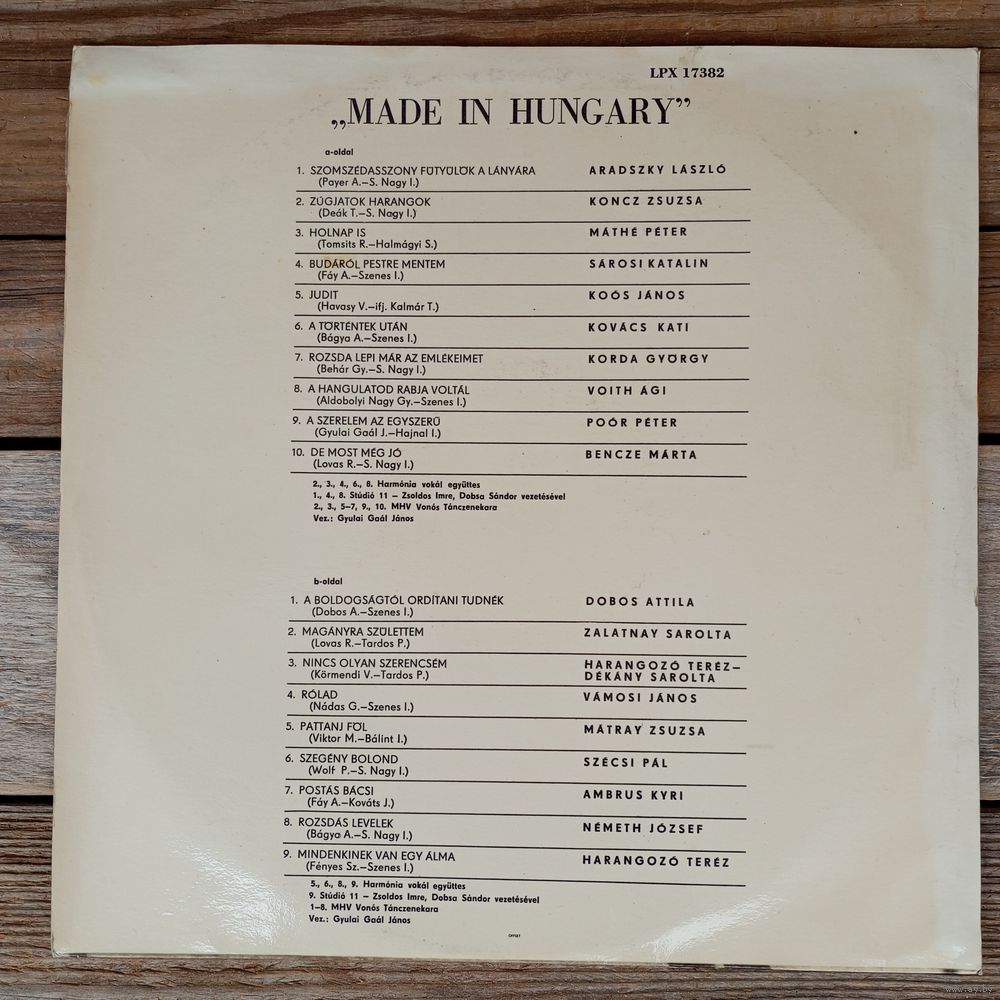 LPX 17382
„MADE IN HUNGARY”
a-oldal
1. SZOMSZÉDASSZONY FÜTYÜLÖK A LÁNYÁRA ARADSZKY LÁSZLÓ
(Payer A.—S. Nagy I.)
2. ZÚGJATOK HARANGOK KONCZ ZSUZSA
(Deák T.—S. Nagy I.)
3. HOLNAP IS MÁTHÉ PÉTER
(Tomsits R.—Halmágyi S.)
4. BUDÁRÓL PESTRE MENTEM SÁROSI KATALIN
(Fáy A.—Szenes I.)
5. JUDIT KOÓS JÁNOS
(Havasy V.—ifj. Kalmár T.)
6. A TÖRTÉNTEK UTÁN KOVÁCS KATI
(Bágya A.—Szenes I.)
7. ROZSDA LEPI MÁR AZ EMLÉKEIMET KORDA GYÖRGY
(Behár Gy.—S. Nagy I.)
8. A HANGULATOD RABJA VOLTÁL VOITH ÁGI
(Aldobolyi Nagy Gy.—Szenes I.)
9. A SZERELEM AZ EGYSZERŰ POÓR PÉTER
(Gyulai Gaál J.—Hajnal I.)
10. DE MOST MÉG JÓ BENCZE MÁRTA
(Lovas R.—S. Nagy I.)
2., 3., 4., 6., 8. Harmónia vokál együttes
1., 4., 8. Stúdió 11 — Zsoldos Imre, Dobsa Sándor vezetésével
2., 3., 5—7, 9., 10. MHV Vonós Tánczenekara
Vez.: Gyulai Gaál János
b-oldal
1. A BOLDOGSÁGTÓL ORDÍTANI TUDNÉK DOBOS ATTILA
(Dobos A.—Szenes I.)
2. MAGÁNYRA SZÜLETTEM ZALATNAY SAROLTA
(Lovas R.—Tardos P.)
3. NINCS OLYAN SZERENCSÉM HARANGOZÓ TERÉZ—
(Körmendi V.—Tardos P.) DÉKÁNY SAROLTA
4. RÓLAD VÁMOSI JÁNOS
(Nádas G.—Szenes I.)
5. PATTANJ FÖL MÁTRAY ZSUZSA
(Viktor M.—Bálint I.)
6. SZEGÉNY BOLOND SZÉCSI PÁL
(Wolf P.—S. Nagy I.)
7. POSTÁS BÁCSI AMBRUS KYRI
(Fáy A.—Kováts J.)
8. ROZSDÁS LEVELEK NÉMETH JÓZSEF
(Bágya A.—S. Nagy I.)
9. MINDENKINEK VAN EGY ÁLMA HARANGOZÓ TERÉZ
(Fényes Sz.—Szenes I.)
5., 6., 8., 9. Harmónia vokál együttes
9. Stúdió 11 — Zsoldos Imre, Dobsa Sándor vezetésével
1—8. MHV Vonós Tánczenekara
Vez.: Gyulai Gaál János